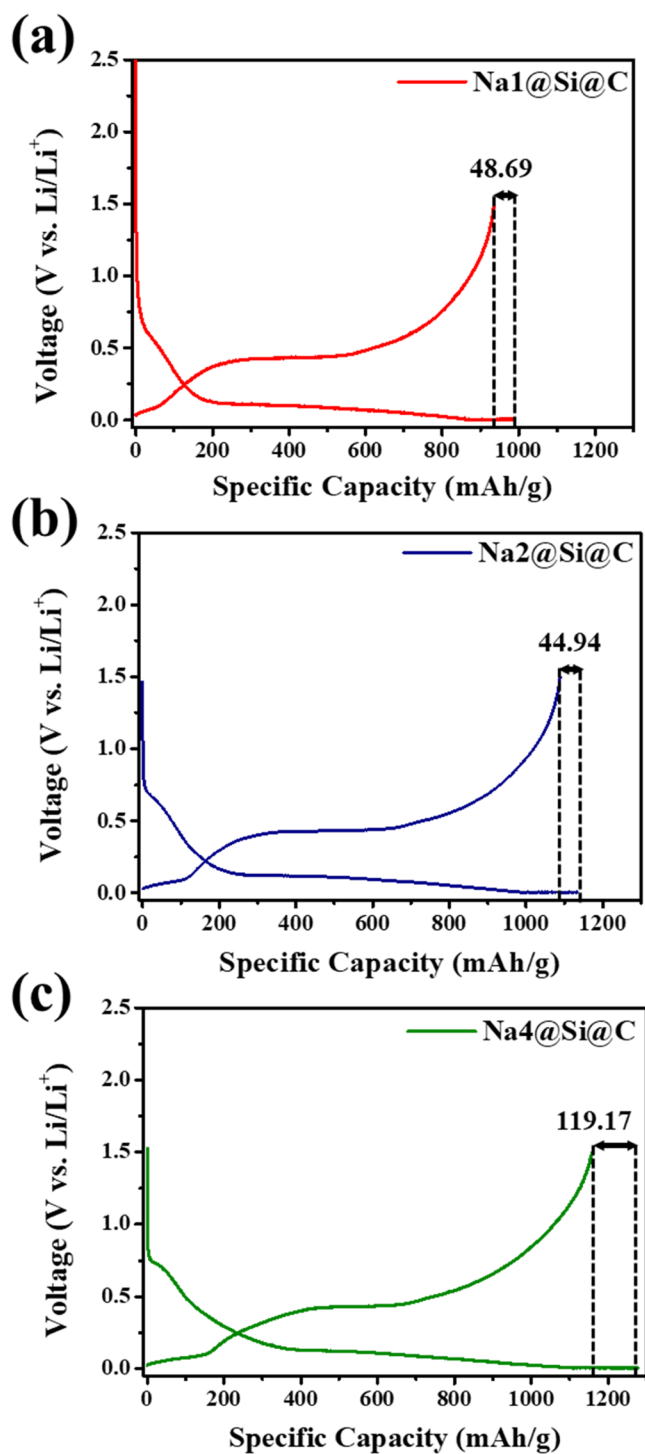 (a)
2.5
Na1@Si@C
2.0
48.69
1.5
1.0
0.5
0.0
Voltage (V vs. Li/Li⁺)
0 200 400 600 800 1000 1200
Specific Capacity (mAh/g)
(b)
2.5
Na2@Si@C
2.0
44.94
1.5
1.0
0.5
0.0
Voltage (V vs. Li/Li⁺)
0 200 400 600 800 1000 1200
Specific Capacity (mAh/g)
(c)
2.5
Na4@Si@C
2.0
119.17
1.5
1.0
0.5
0.0
Voltage (V vs. Li/Li⁺)
0 200 400 600 800 1000 1200
Specific Capacity (mAh/g)